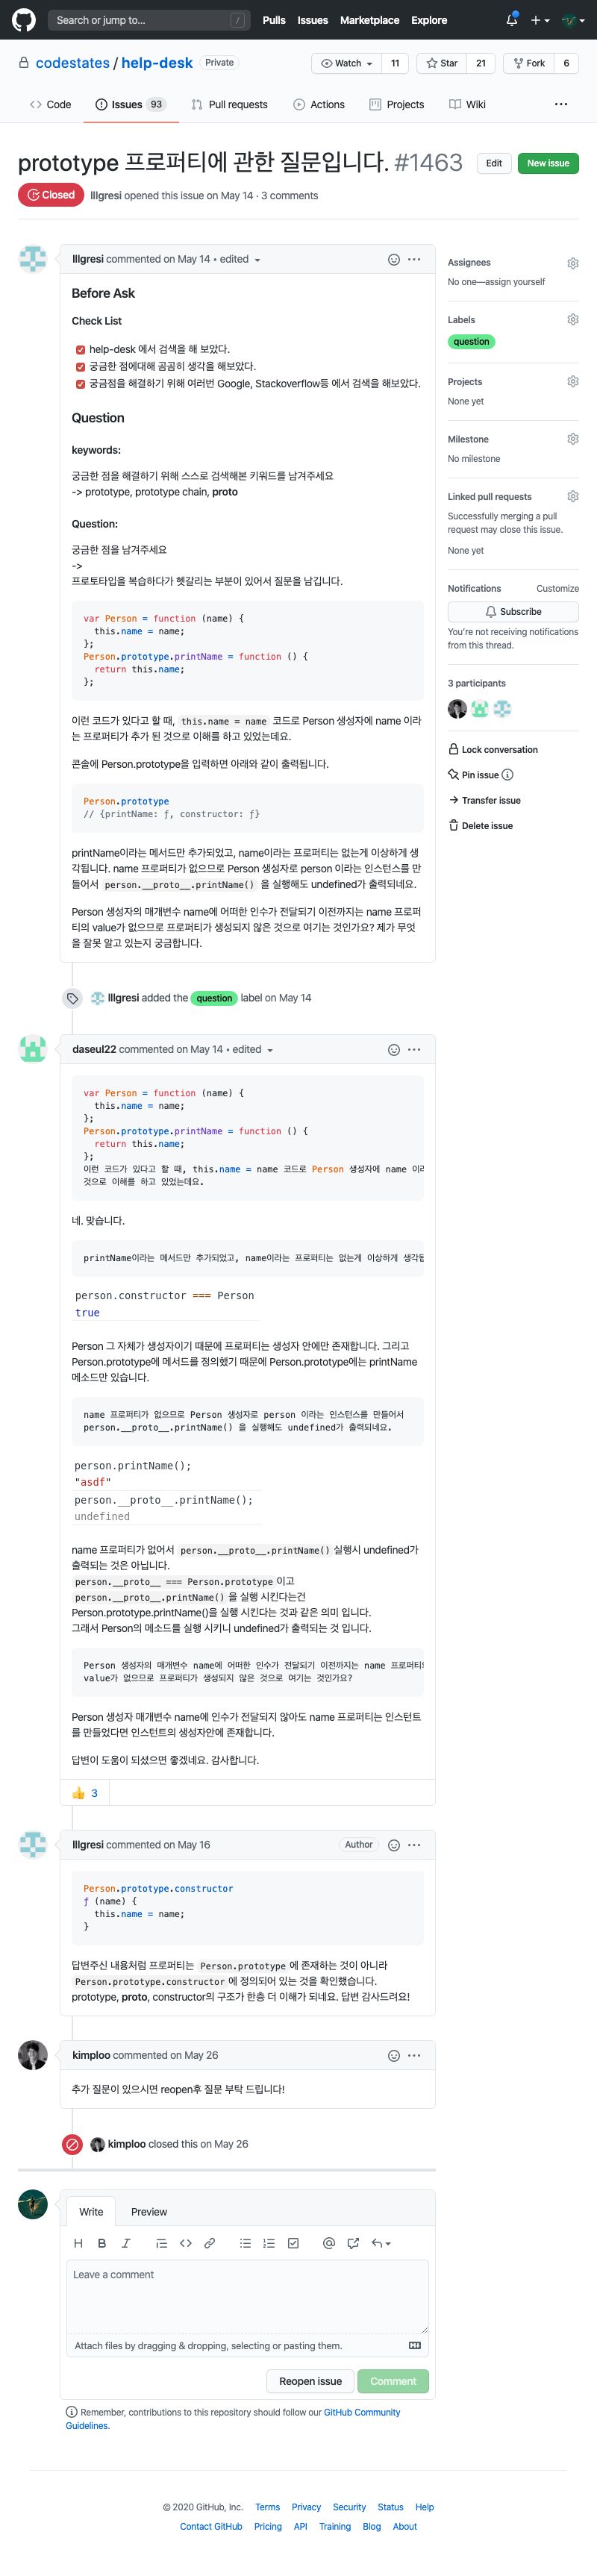 Search or jump to... /
Pulls Issues Marketplace Explore
codestates / help-desk Private
Watch 11 Star 21 Fork 6
Code Issues 93 Pull requests Actions Projects Wiki ...
prototype 프로퍼티에 관한 질문입니다. #1463
Edit New issue
Closed lllgresi opened this issue on May 14 · 3 comments
lllgresi commented on May 14 • edited
Before Ask
Check List
help-desk 에서 검색을 해 보았다.
궁금한 점에대해 곰곰히 생각을 해보았다.
궁금점을 해결하기 위해 여러번 Google, Stackoverflow등 에서 검색을 해보았다.
Question
keywords:
궁금한 점을 해결하기 위해 스스로 검색해본 키워드를 남겨주세요
-> prototype, prototype chain, proto
Question:
궁금한 점을 남겨주세요
->
프로토타입을 복습하다가 헷갈리는 부분이 있어서 질문을 남깁니다.
var Person = function (name) {
this.name = name;
};
Person.prototype.printName = function () {
return this.name;
};
이런 코드가 있다고 할 때, this.name = name 코드로 Person 생성자에 name 이라
는 프로퍼티가 추가 된 것으로 이해를 하고 있었는데요.
콘솔에 Person.prototype을 입력하면 아래와 같이 출력됩니다.
Person.prototype
// {printName: ƒ, constructor: ƒ}
printName이라는 메서드만 추가되었고, name이라는 프로퍼티는 없는게 이상하게 생
각됩니다. name 프로퍼티가 없으므로 Person 생성자로 person 이라는 인스턴스를 만
들어서 person.__proto__.printName() 을 실행해도 undefined가 출력되네요.
Person 생성자의 매개변수 name에 어떠한 인수가 전달되기 이전까지는 name 프로퍼
티의 value가 없으므로 프로퍼티가 생성되지 않은 것으로 여기는 것인가요? 제가 무엇
을 잘못 알고 있는지 궁금합니다.
Assignees
No one—assign yourself
Labels
question
Projects
None yet
Milestone
No milestone
Linked pull requests
Successfully merging a pull
request may close this issue.
None yet
Notifications Customize
Subscribe
You're not receiving notifications
from this thread.
3 participants
Lock conversation
Pin issue
Transfer issue
Delete issue
lllgresi added the question label on May 14
daseul22 commented on May 14 • edited
var Person = function (name) {
this.name = name;
};
Person.prototype.printName = function () {
return this.name;
};
이런 코드가 있다고 할 때, this.name = name 코드로 Person 생성자에 name
것으로 이해를 하고 있었는데요.
네. 맞습니다.
printName이라는 메서드만 추가되었고, name이라는 프로퍼티는 없는게 이상하게
person.constructor === Person
true
Person 그 자체가 생성자이기 때문에 프로퍼티는 생성자 안에만 존재합니다. 그리고
Person.prototype에 메서드를 정의했기 때문에 Person.prototype에는 printName
메소드만 있습니다.
name 프로퍼티가 없으므로 Person 생성자로 person 이라는 인스턴스를 만들어서
person.__proto__.printName() 을 실행해도 undefined가 출력되네요.
person.printName();
"asdf"
person.__proto__.printName();
undefined
name 프로퍼티가 없어서 person.__proto__.printName() 실행시 undefined가
출력되는 것은 아닙니다.
person.__proto__ === Person.prototype 이고
person.__proto__.printName() 을 실행 시킨다는건
Person.prototype.printName()을 실행 시킨다는 것과 같은 의미 입니다.
그래서 Person의 메소드를 실행 시키니 undefined가 출력되는 것 입니다.
Person 생성자의 매개변수 name에 어떠한 인수가 전달되기 이전까지는 name
value가 없으므로 프로퍼티가 생성되지 않은 것으로 여기는 것인가요?
Person 생성자 매개변수 name에 인수가 전달되지 않아도 name 프로퍼티는 인스턴트
를 만들었다면 인스턴트의 생성자안에 존재합니다.
답변이 도움이 되셨으면 좋겠네요. 감사합니다.
👍 3
lllgresi commented on May 16 Author
Person.prototype.constructor
ƒ (name) {
this.name = name;
}
답변주신 내용처럼 프로퍼티는 Person.prototype 에 존재하는 것이 아니라
Person.prototype.constructor 에 정의되어 있는 것을 확인했습니다.
prototype, proto, constructor의 구조가 한층 더 이해가 되네요. 답변 감사드려요!
kimploo commented on May 26
추가 질문이 있으시면 reopen후 질문 부탁 드립니다!
kimploo closed this on May 26
Write Preview
Leave a comment
Attach files by dragging & dropping, selecting or pasting them.
Reopen issue Comment
Remember, contributions to this repository should follow our GitHub Community
Guidelines.
© 2020 GitHub, Inc. Terms Privacy Security Status Help
Contact GitHub Pricing API Training Blog About